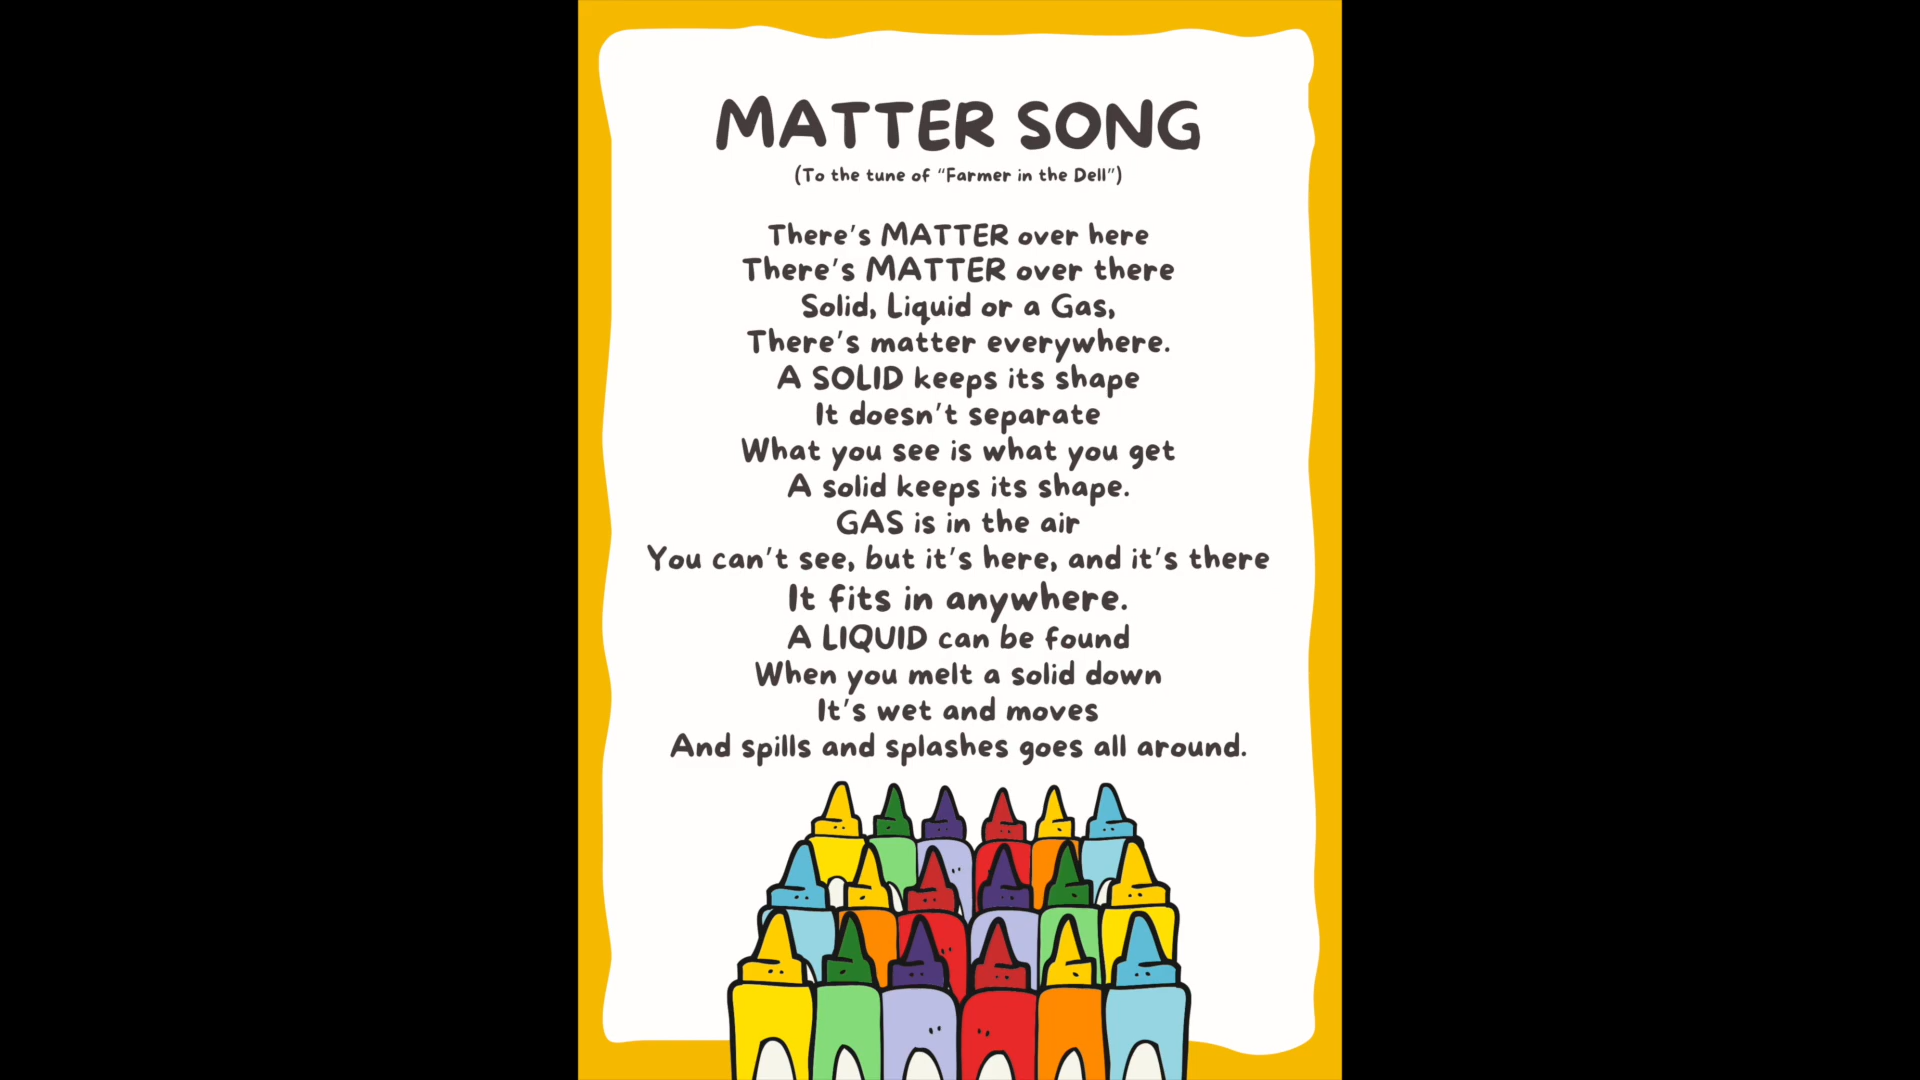 MATTER SONG
(To the tune of “Farmer in the Dell”)
There's MATTER over here
There's MATTER over there
Solid, Liquid or a Gas,
There's matter everywhere.
A SOLID keeps its shape
It doesn't separate
What you see is what you get
A solid keeps its shape.
GAS is in the air
You can't see, but it's here, and it's there
It fits in anywhere.
A LIQUID can be found
When you melt a solid down
It's wet and moves
And spills and splashes goes all around.